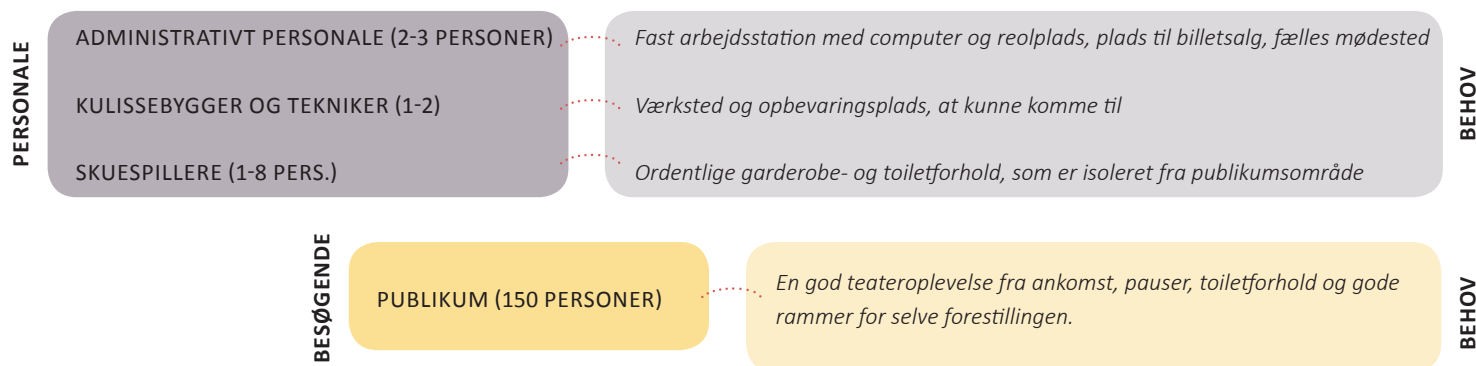 PERSONALE
ADMINISTRATIVT PERSONALE (2-3 PERSONER)
Fast arbejdsstation med computer og reolplads, plads til billetsalg, fælles mødested
KULISSEBYGGER OG TEKNIKER (1-2)
Værksted og opbevaringsplads, at kunne komme til
SKUESPILLERE (1-8 PERS.)
Ordentlige garderobe- og toiletforhold, som er isoleret fra publikumsområde
BEHOV
BESØGENDE
PUBLIKUM (150 PERSONER)
En god teateroplevelse fra ankomst, pauser, toiletforhold og gode
rammer for selve forestillingen.
BEHOV